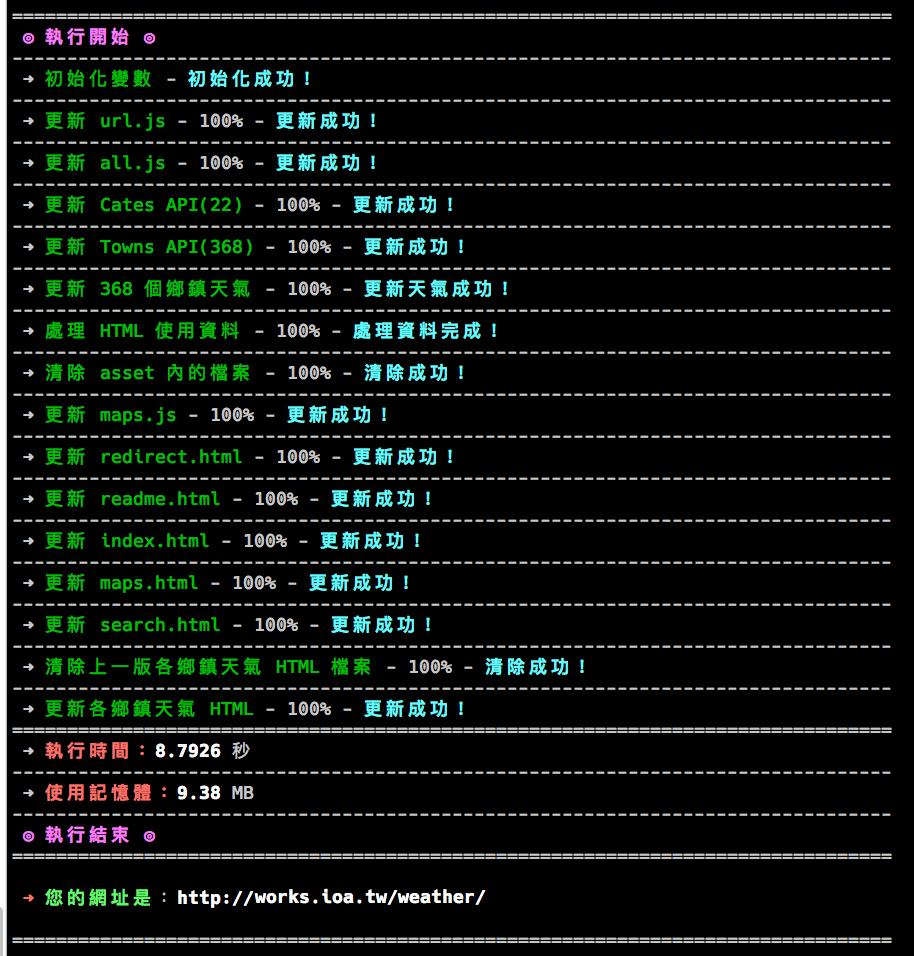 ================================================================================
◎ 執行開始 ◎
--------------------------------------------------------------------------------
➜ 初始化變數 - 初始化成功！
--------------------------------------------------------------------------------
➜ 更新 url.js - 100% - 更新成功！
--------------------------------------------------------------------------------
➜ 更新 all.js - 100% - 更新成功！
--------------------------------------------------------------------------------
➜ 更新 Cates API(22) - 100% - 更新成功！
--------------------------------------------------------------------------------
➜ 更新 Towns API(368) - 100% - 更新成功！
--------------------------------------------------------------------------------
➜ 更新 368 個鄉鎮天氣 - 100% - 更新天氣成功！
--------------------------------------------------------------------------------
➜ 處理 HTML 使用資料 - 100% - 處理資料完成！
--------------------------------------------------------------------------------
➜ 清除 asset 內的檔案 - 100% - 清除成功！
--------------------------------------------------------------------------------
➜ 更新 maps.js - 100% - 更新成功！
--------------------------------------------------------------------------------
➜ 更新 redirect.html - 100% - 更新成功！
--------------------------------------------------------------------------------
➜ 更新 readme.html - 100% - 更新成功！
--------------------------------------------------------------------------------
➜ 更新 index.html - 100% - 更新成功！
--------------------------------------------------------------------------------
➜ 更新 maps.html - 100% - 更新成功！
--------------------------------------------------------------------------------
➜ 更新 search.html - 100% - 更新成功！
--------------------------------------------------------------------------------
➜ 清除上一版各鄉鎮天氣 HTML 檔案 - 100% - 清除成功！
--------------------------------------------------------------------------------
➜ 更新各鄉鎮天氣 HTML - 100% - 更新成功！
================================================================================
➜ 執行時間：8.7926 秒
--------------------------------------------------------------------------------
➜ 使用記憶體：9.38 MB
--------------------------------------------------------------------------------
◎ 執行結束 ◎
================================================================================
➜ 您的網址是：http://works.ioa.tw/weather/
================================================================================